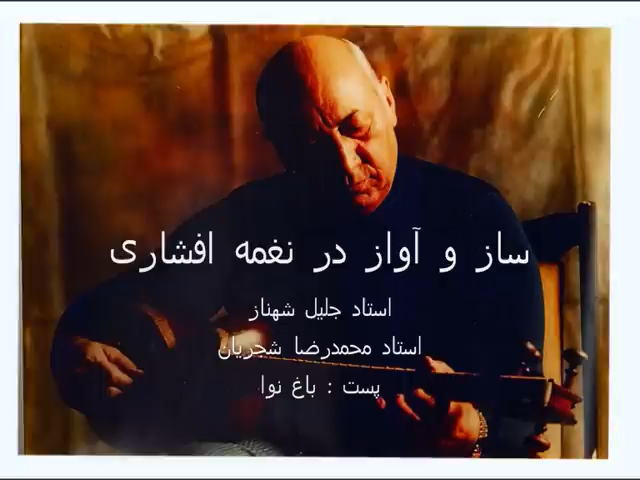 ساز و آواز در نغمه افشاری
استاد جلیل شهناز
استاد محمدرضا شجریان
پست : باغ نوا